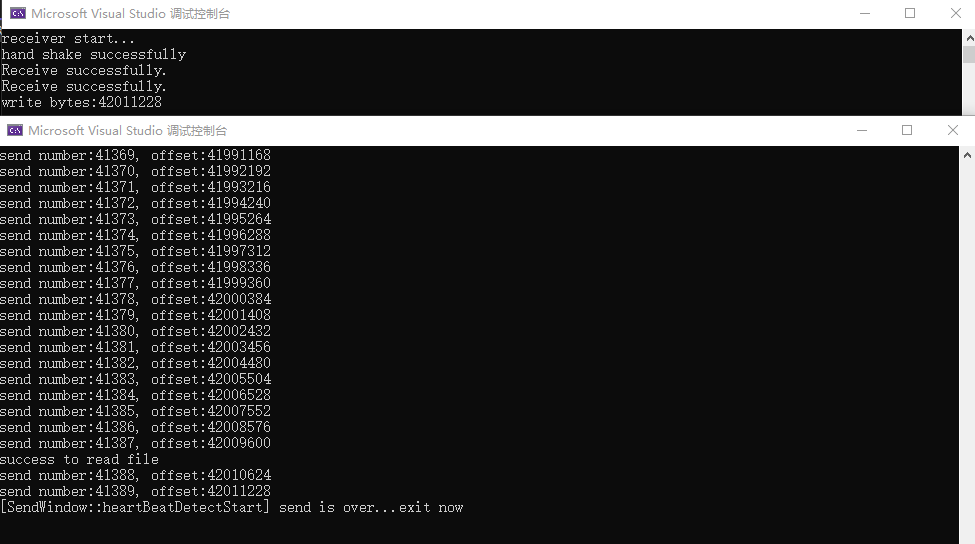 Microsoft Visual Studio 调试控制台
receiver start...
hand shake successfully
Receive successfully.
Receive successfully.
write bytes:42011228
Microsoft Visual Studio 调试控制台
send number:41369, offset:41991168
send number:41370, offset:41992192
send number:41371, offset:41993216
send number:41372, offset:41994240
send number:41373, offset:41995264
send number:41374, offset:41996288
send number:41375, offset:41997312
send number:41376, offset:41998336
send number:41377, offset:41999360
send number:41378, offset:42000384
send number:41379, offset:42001408
send number:41380, offset:42002432
send number:41381, offset:42003456
send number:41382, offset:42004480
send number:41383, offset:42005504
send number:41384, offset:42006528
send number:41385, offset:42007552
send number:41386, offset:42008576
send number:41387, offset:42009600
success to read file
send number:41388, offset:42010624
send number:41389, offset:42011228
[SendWindow::heartBeatDetectStart] send is over...exit now